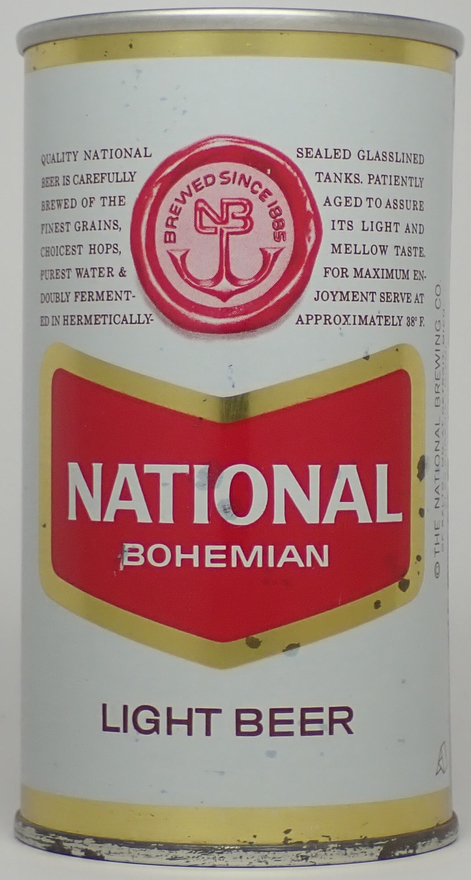 QUALITY NATIONAL
BEER IS CAREFULLY
BREWED OF THE
FINEST GRAINS,
CHOICEST HOPS,
PUREST WATER &
DOUBLY FERMENT-
ED IN HERMETICALLY-
BREWED SINCE 1885
NB
SEALED GLASSLINED
TANKS. PATIENTLY
AGED TO ASSURE
ITS LIGHT AND
MELLOW TASTE.
FOR MAXIMUM EN-
JOYMENT SERVE AT
APPROXIMATELY 38° F.
NATIONAL
BOHEMIAN
LIGHT BEER
© THE NATIONAL BREWING CO